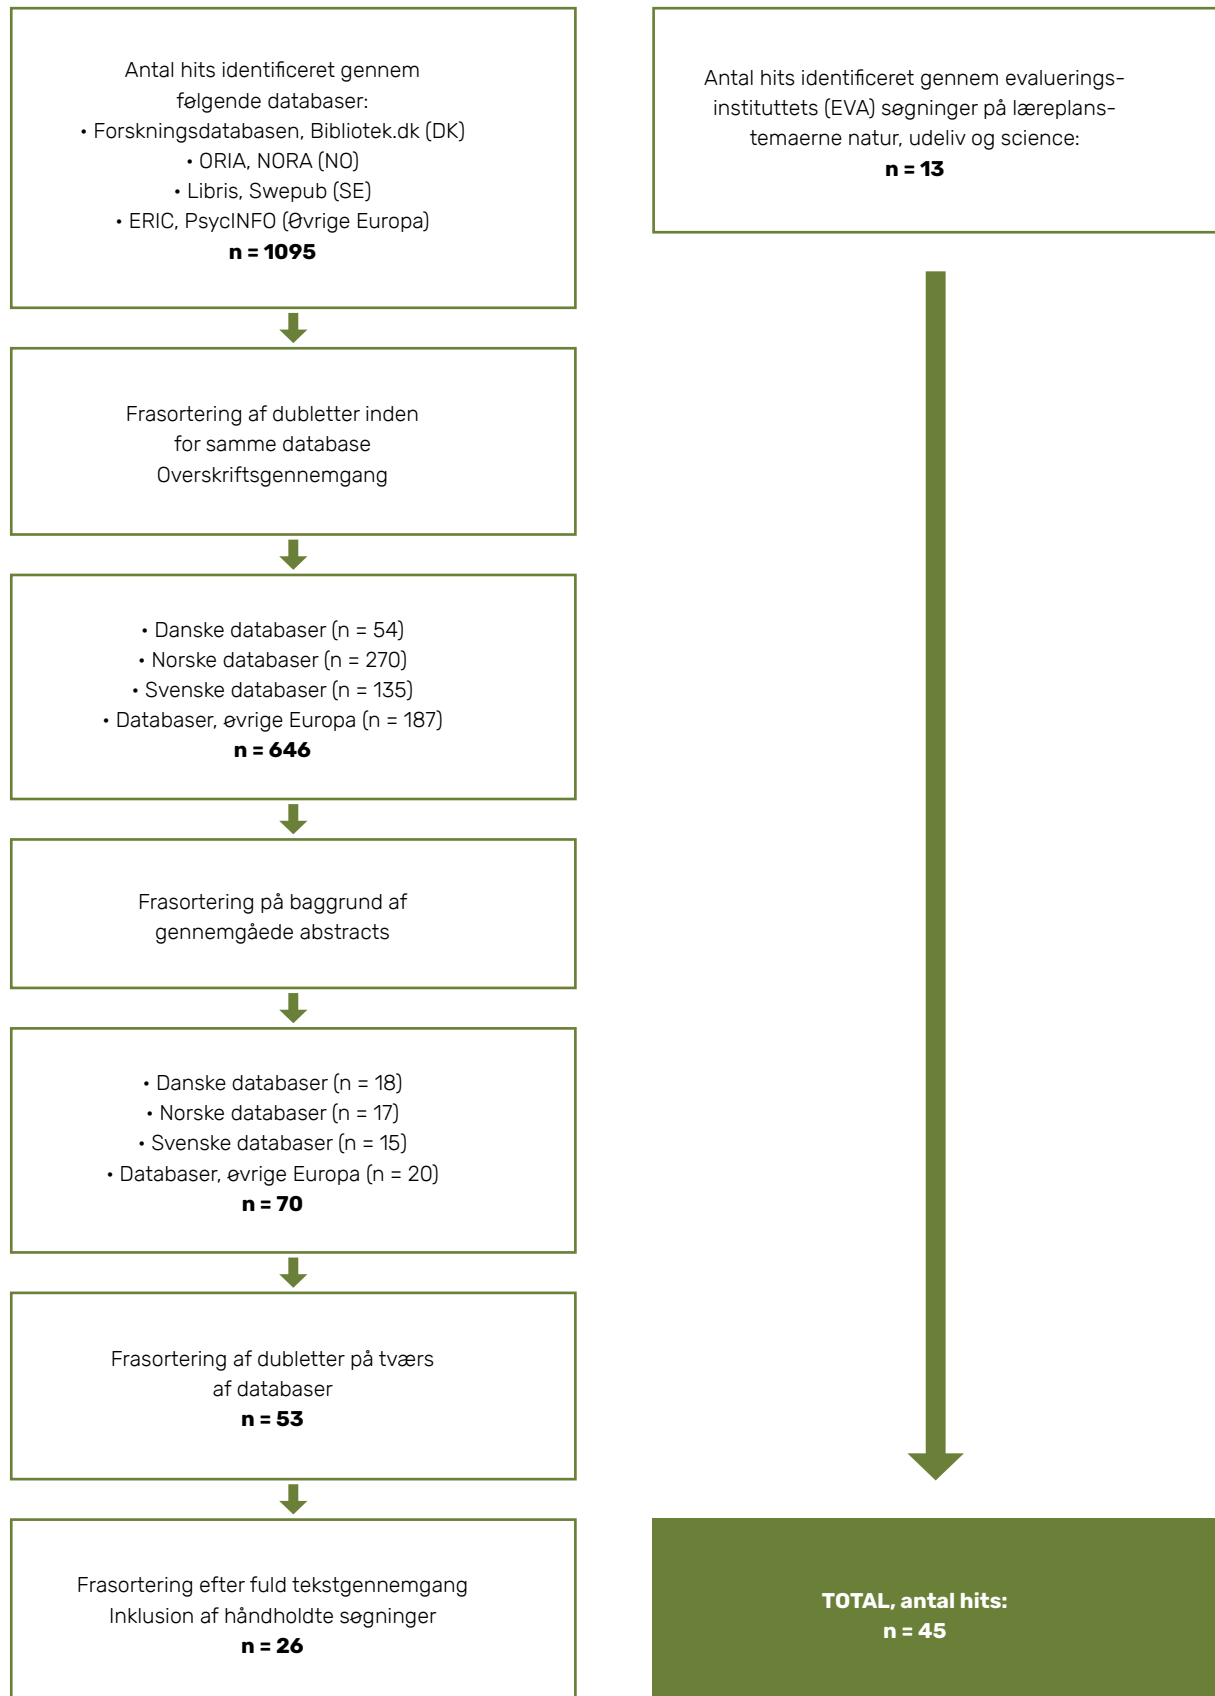 Antal hits identificeret gennem
følgende databaser:
• Forskningsdatabasen, Bibliotek.dk (DK)
• ORIA, NORA (NO)
• Libris, Swepub (SE)
• ERIC, PsycINFO (Øvrige Europa)
n = 1095
Frasortering af dubletter inden
for samme database
Overskriftsgennemgang
• Danske databaser (n = 54)
• Norske databaser (n = 270)
• Svenske databaser (n = 135)
• Databaser, øvrige Europa (n = 187)
n = 646
Frasortering på baggrund af
gennemgåede abstracts
• Danske databaser (n = 18)
• Norske databaser (n = 17)
• Svenske databaser (n = 15)
• Databaser, øvrige Europa (n = 20)
n = 70
Frasortering af dubletter på tværs
af databaser
n = 53
Frasortering efter fuld tekstgennemgang
Inklusion af håndholdte søgninger
n = 26
Antal hits identificeret gennem evaluerings-
instituttets (EVA) søgninger på læreplans-
temaerne natur, udeliv og science:
n = 13
TOTAL, antal hits:
n = 45